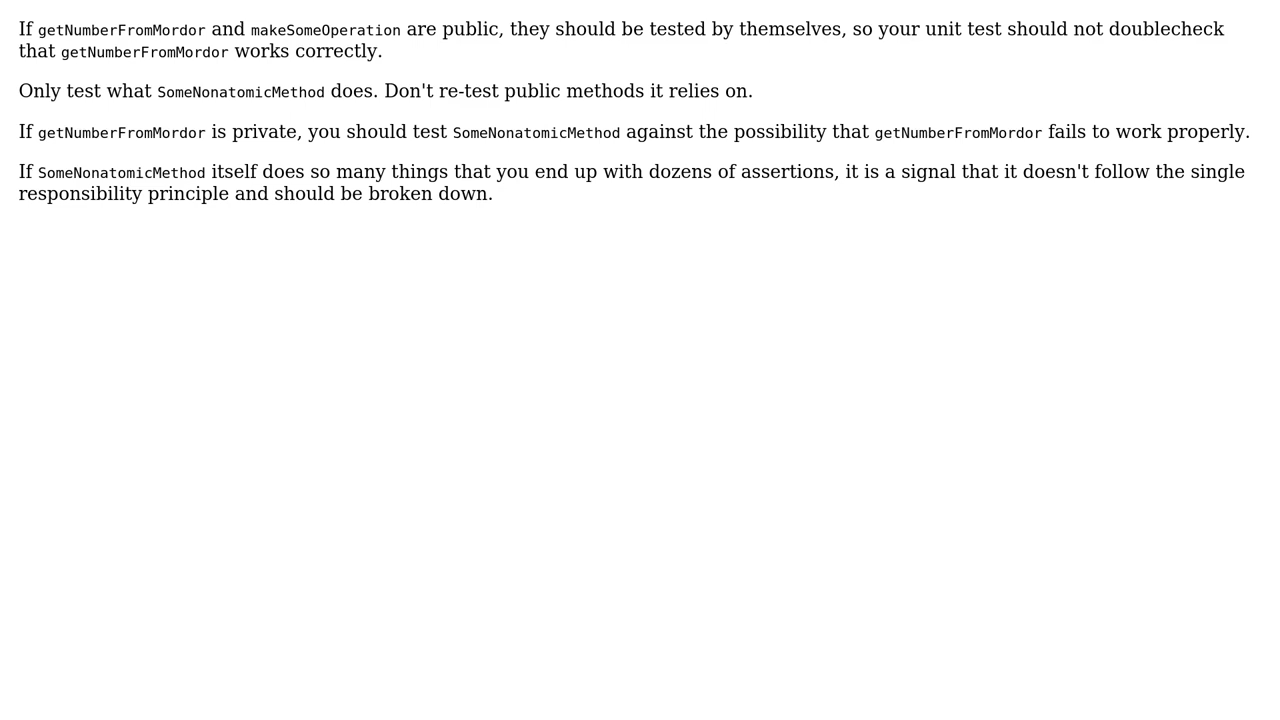 If getNumberFromMordor and makeSomeOperation are public, they should be tested by themselves, so your unit test should not doublecheck
that getNumberFromMordor works correctly.
Only test what SomeNonatomicMethod does. Don't re-test public methods it relies on.
If getNumberFromMordor is private, you should test SomeNonatomicMethod against the possibility that getNumberFromMordor fails to work properly.
If SomeNonatomicMethod itself does so many things that you end up with dozens of assertions, it is a signal that it doesn't follow the single
responsibility principle and should be broken down.